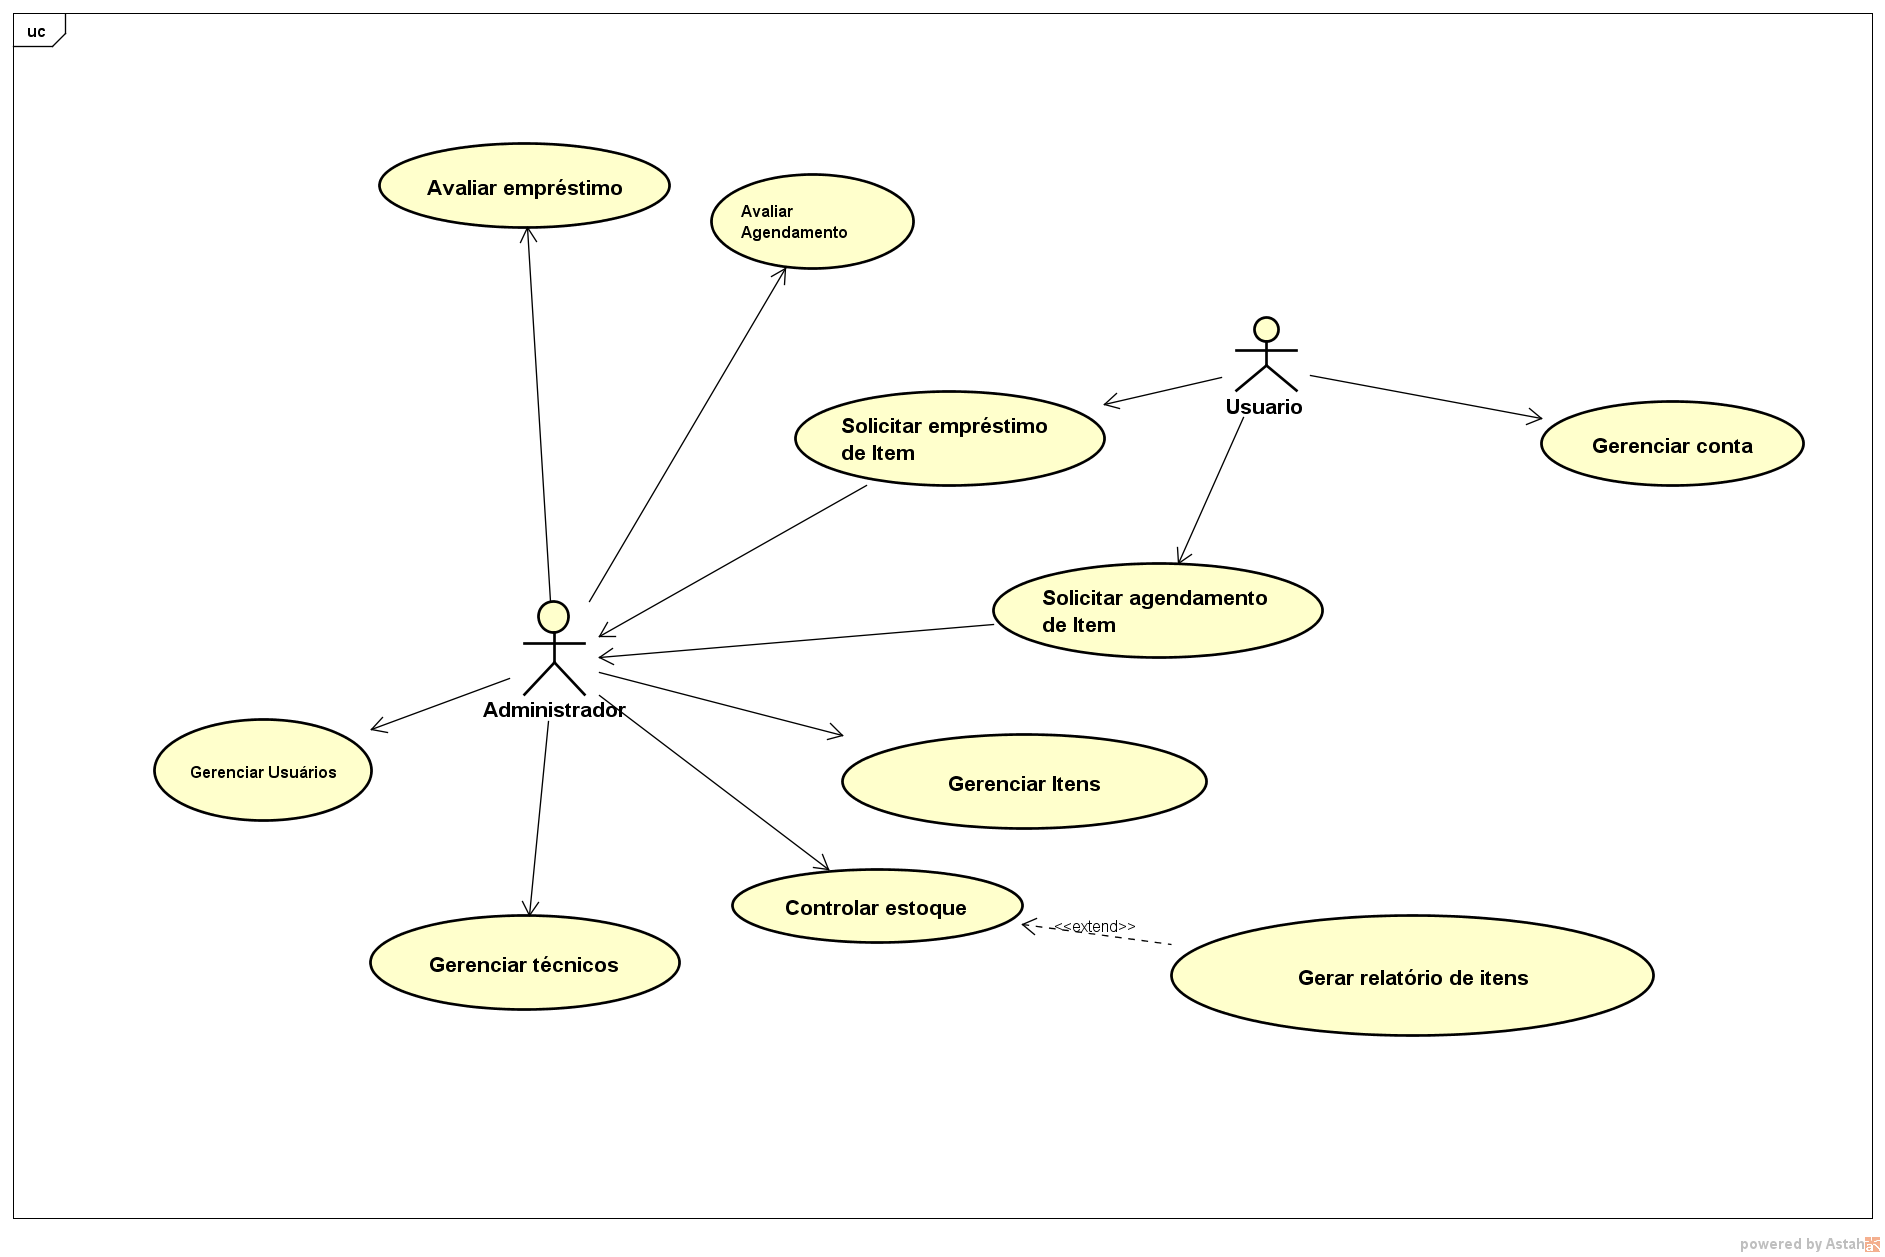 uc
Avaliar empréstimo
Avaliar
Agendamento
Usuario
Solicitar empréstimo
de Item
Gerenciar conta
Solicitar agendamento
de Item
Administrador
Gerenciar Usuários
Gerenciar Itens
Controlar estoque
<<extend>>
Gerenciar técnicos
Gerar relatório de itens
powered by Astah